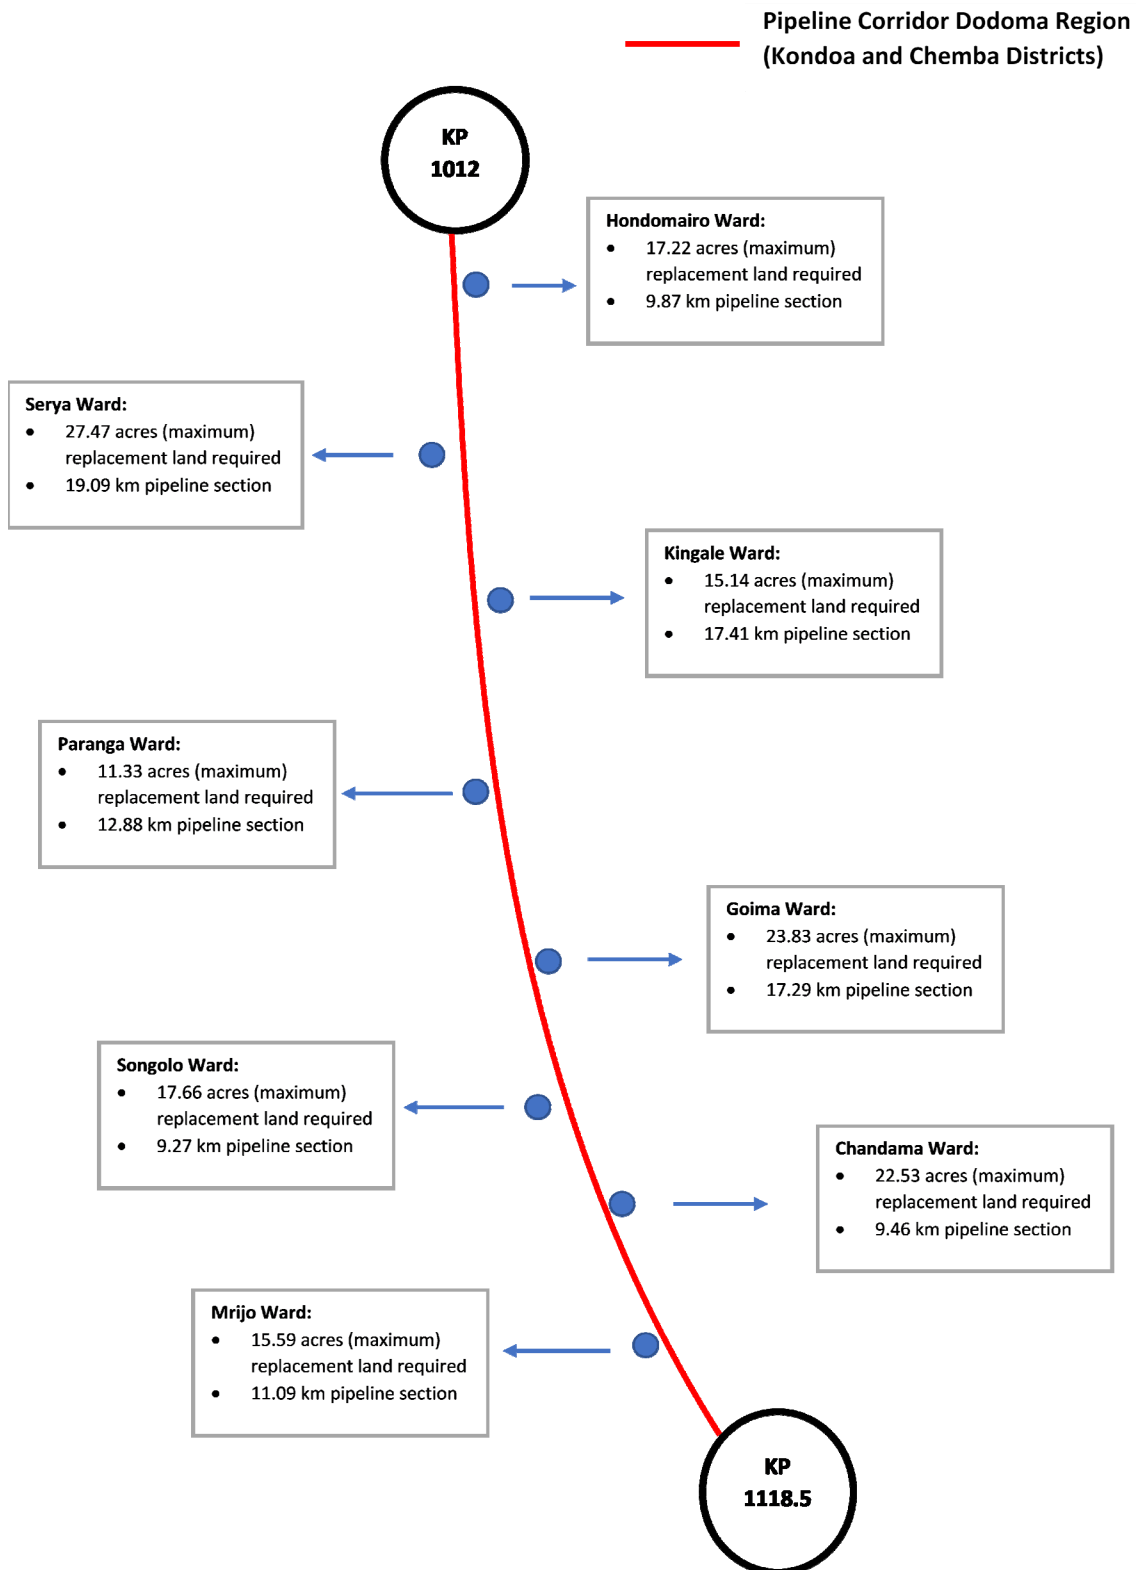 Pipeline Corridor Dodoma Region
(Kondoa and Chemba Districts)
KP
1012
Hondomairo Ward:
• 17.22 acres (maximum)
replacement land required
• 9.87 km pipeline section
Serya Ward:
• 27.47 acres (maximum)
replacement land required
• 19.09 km pipeline section
Kingale Ward:
• 15.14 acres (maximum)
replacement land required
• 17.41 km pipeline section
Paranga Ward:
• 11.33 acres (maximum)
replacement land required
• 12.88 km pipeline section
Goima Ward:
• 23.83 acres (maximum)
replacement land required
• 17.29 km pipeline section
Songolo Ward:
• 17.66 acres (maximum)
replacement land required
• 9.27 km pipeline section
Chandama Ward:
• 22.53 acres (maximum)
replacement land required
• 9.46 km pipeline section
Mrijo Ward:
• 15.59 acres (maximum)
replacement land required
• 11.09 km pipeline section
KP
1118.5